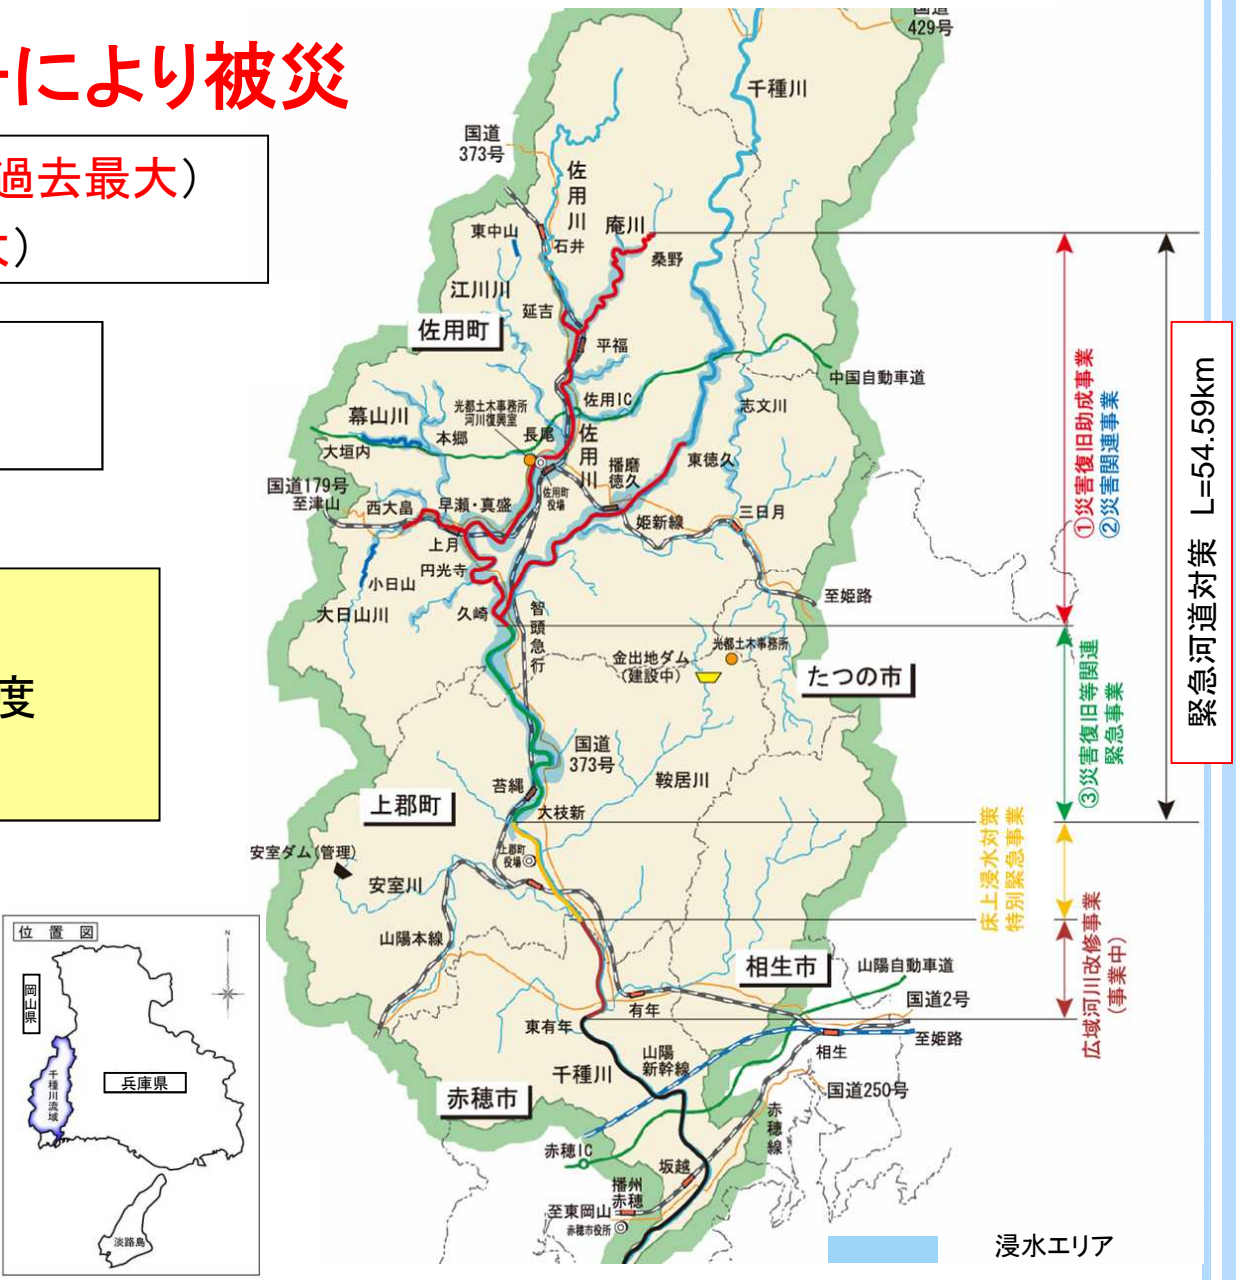 により被災
過去最大）
）
度
国道
429号
千種川
国道
373号
佐用川
庵川
東中山
石井
桑野
江川川
延吉
佐用町
平福
中国自動車道
佐用IC
志文川
幕山川
光都土木事務所
河川復興室
本郷
長尾
佐用川
大垣内
播磨
徳久
東徳久
国道179号
至津山
西大畠
早瀬・真盛
佐用町
役場
姫新線
三日月
上月
円光寺
小日山
大日山川
久崎
智頭急行
至姫路
光都土木事務所
金出地ダム
（建設中）
たつの市
国道
373号
鞍居川
苔縄
上郡町
大枝新
上郡町
役場
安室ダム（管理）
安室川
山陽本線
相生市
山陽自動車道
国道2号
有年
東有年
至姫路
相生
山陽
新幹線
千種川
国道250号
赤穂市
赤穂線
赤穂IC
坂越
播州
赤穂
至東岡山
赤穂市役所
浸水エリア
①災害復旧助成事業
②災害関連事業
③災害復旧等関連
緊急事業
床上浸水対策
特別緊急事業
広域河川改修事業
（事業中）
緊急河道対策　L=54.59km
位置図
N
岡山県
千種川流域
兵庫県
淡路島